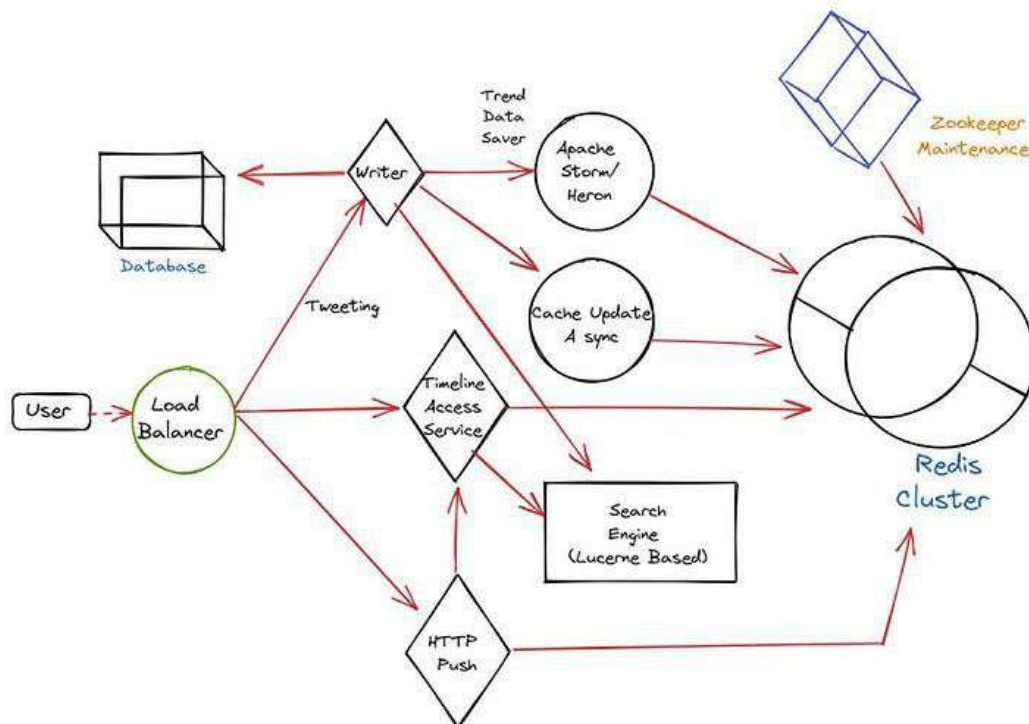 Trend
Data
Saver
Apache
Storm/
Heron
Zookeeper
Maintenance
Writer
Database
Tweeting
Cache Update
A sync
User
Load
Balancer
Timeline
Access
Service
Redis
Cluster
Search
Engine
(Lucerne Based)
HTTP
Push